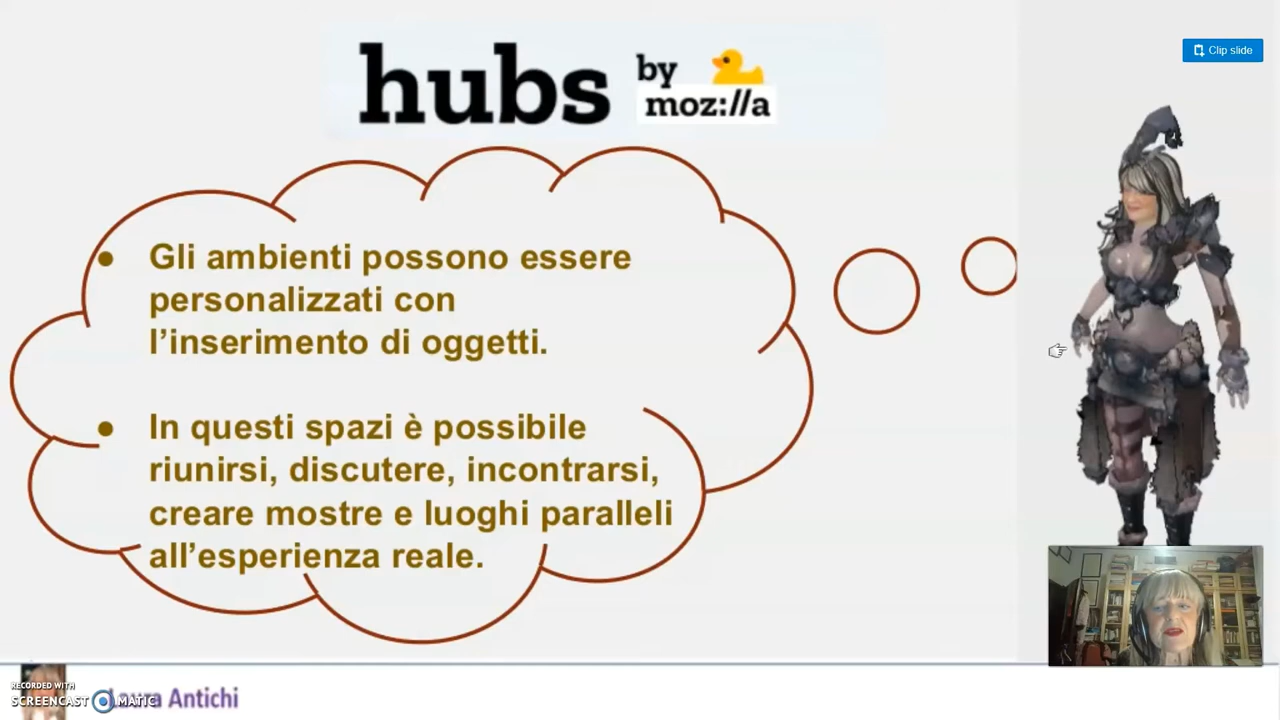 hubs by
moz://a
Clip slide
● Gli ambienti possono essere
personalizzati con
l’inserimento di oggetti.
● In questi spazi è possibile
riunirsi, discutere, incontrarsi,
creare mostre e luoghi paralleli
all’esperienza reale.
RECORDED WITH
SCREENCAST MATIC
Laura Antichi